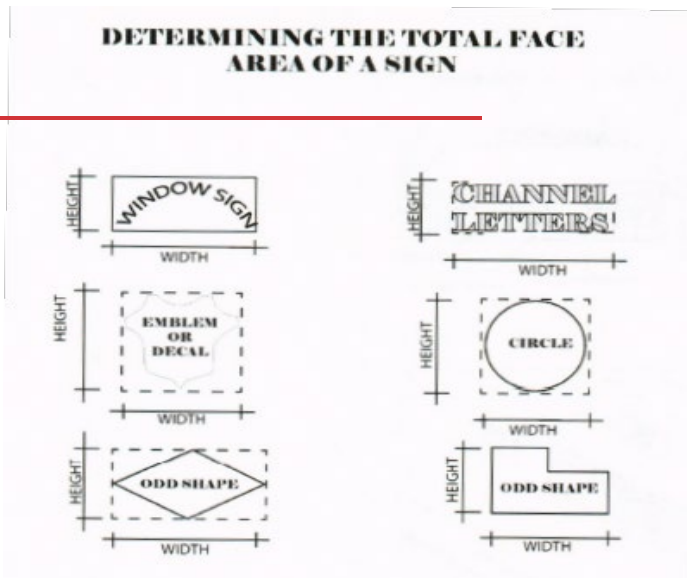 DETERMINING THE TOTAL FACE
AREA OF A SIGN
HEIGHT
WINDOW SIGN
WIDTH
HEIGHT
CHANNEL
LETTERS
WIDTH
HEIGHT
EMBLEM
OR
DECAL
WIDTH
HEIGHT
CIRCLE
WIDTH
HEIGHT
ODD SHAPE
WIDTH
HEIGHT
ODD SHAPE
WIDTH